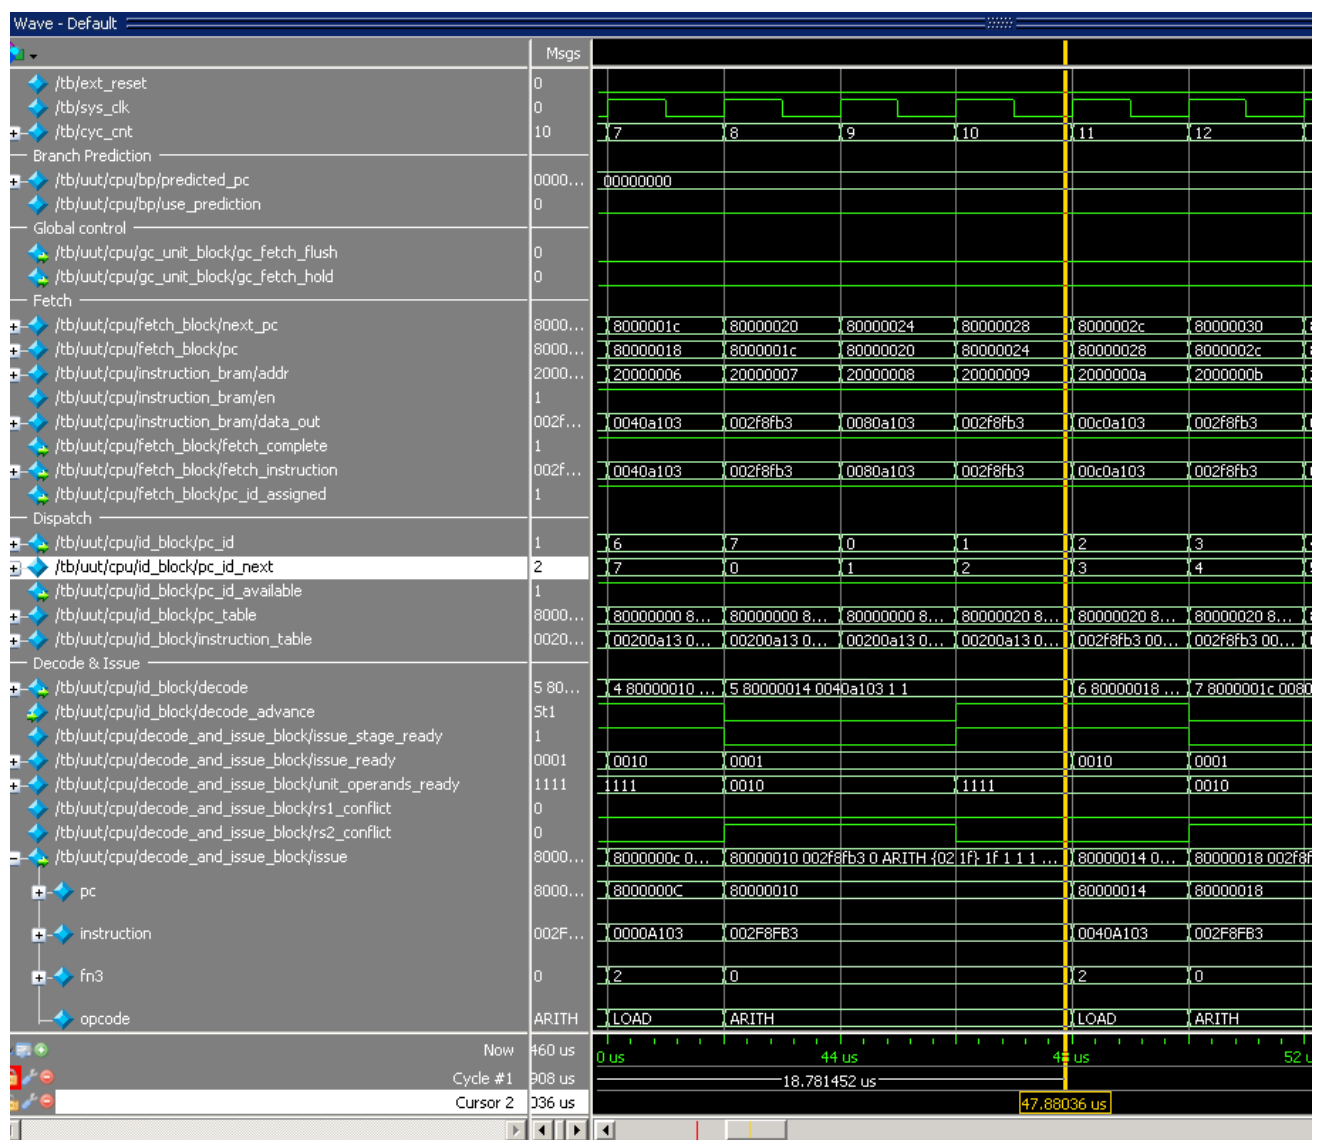 Wave - Default
Msgs
/tb/ext_reset 0
/tb/sys_clk 0
/tb/cyc_cnt 10 7 8 9 10 11 12
Branch Prediction
/tb/uut/cpu/bp/predicted_pc 0000... 00000000
/tb/uut/cpu/bp/use_prediction 0
Global control
/tb/uut/cpu/gc_unit_block/gc_fetch_flush 0
/tb/uut/cpu/gc_unit_block/gc_fetch_hold 0
Fetch
/tb/uut/cpu/fetch_block/next_pc 8000... 8000001c 80000020 80000024 80000028 8000002c 80000030
/tb/uut/cpu/fetch_block/pc 8000... 80000018 8000001c 80000020 80000024 80000028 8000002c
/tb/uut/cpu/instruction_bram/addr 2000... 20000006 20000007 20000008 20000009 2000000a 2000000b
/tb/uut/cpu/instruction_bram/en 1
/tb/uut/cpu/instruction_bram/data_out 002f... 0040a103 002f8fb3 0080a103 002f8fb3 00c0a103 002f8fb3
/tb/uut/cpu/fetch_block/fetch_complete 1
/tb/uut/cpu/fetch_block/fetch_instruction 002f... 0040a103 002f8fb3 0080a103 002f8fb3 00c0a103 002f8fb3
/tb/uut/cpu/fetch_block/pc_id_assigned 1
Dispatch
/tb/uut/cpu/id_block/pc_id 1 6 7 0 1 2 3
/tb/uut/cpu/id_block/pc_id_next 2 7 0 1 2 3 4
/tb/uut/cpu/id_block/pc_id_available 1
/tb/uut/cpu/id_block/pc_table 8000... 80000000 8... 80000000 8... 80000000 8... 80000020 8... 80000020 8... 80000020 8...
/tb/uut/cpu/id_block/instruction_table 0020... 00200a13 0... 00200a13 0... 00200a13 0... 00200a13 0... 002f8fb3 00... 002f8fb3 00...
Decode & Issue
/tb/uut/cpu/id_block/decode 5 80... 4 80000010 ... 5 80000014 0040a103 1 1 6 80000018 ... 7 8000001c 0080
/tb/uut/cpu/id_block/decode_advance St1
/tb/uut/cpu/decode_and_issue_block/issue_stage_ready 1
/tb/uut/cpu/decode_and_issue_block/issue_ready 0001 0010 0001 0010 0001
/tb/uut/cpu/decode_and_issue_block/unit_operands_ready 1111 1111 0010 1111 0010
/tb/uut/cpu/decode_and_issue_block/rs1_conflict 0
/tb/uut/cpu/decode_and_issue_block/rs2_conflict 0
/tb/uut/cpu/decode_and_issue_block/issue 8000... 8000000c 0... 80000010 002f8fb3 0 ARITH {02 1f} 1f 1 1 1 ... 80000014 0... 80000018 002f8f
pc 8000... 8000000C 80000010 80000014 80000018
instruction 002F... 0000A103 002F8FB3 0040A103 002F8FB3
fn3 0 2 0 2 0
opcode ARITH LOAD ARITH LOAD ARITH
Now 460 us 0 us 44 us us 52
Cycle #1 908 us 18.781452 us
Cursor 2 036 us 47.88036 us